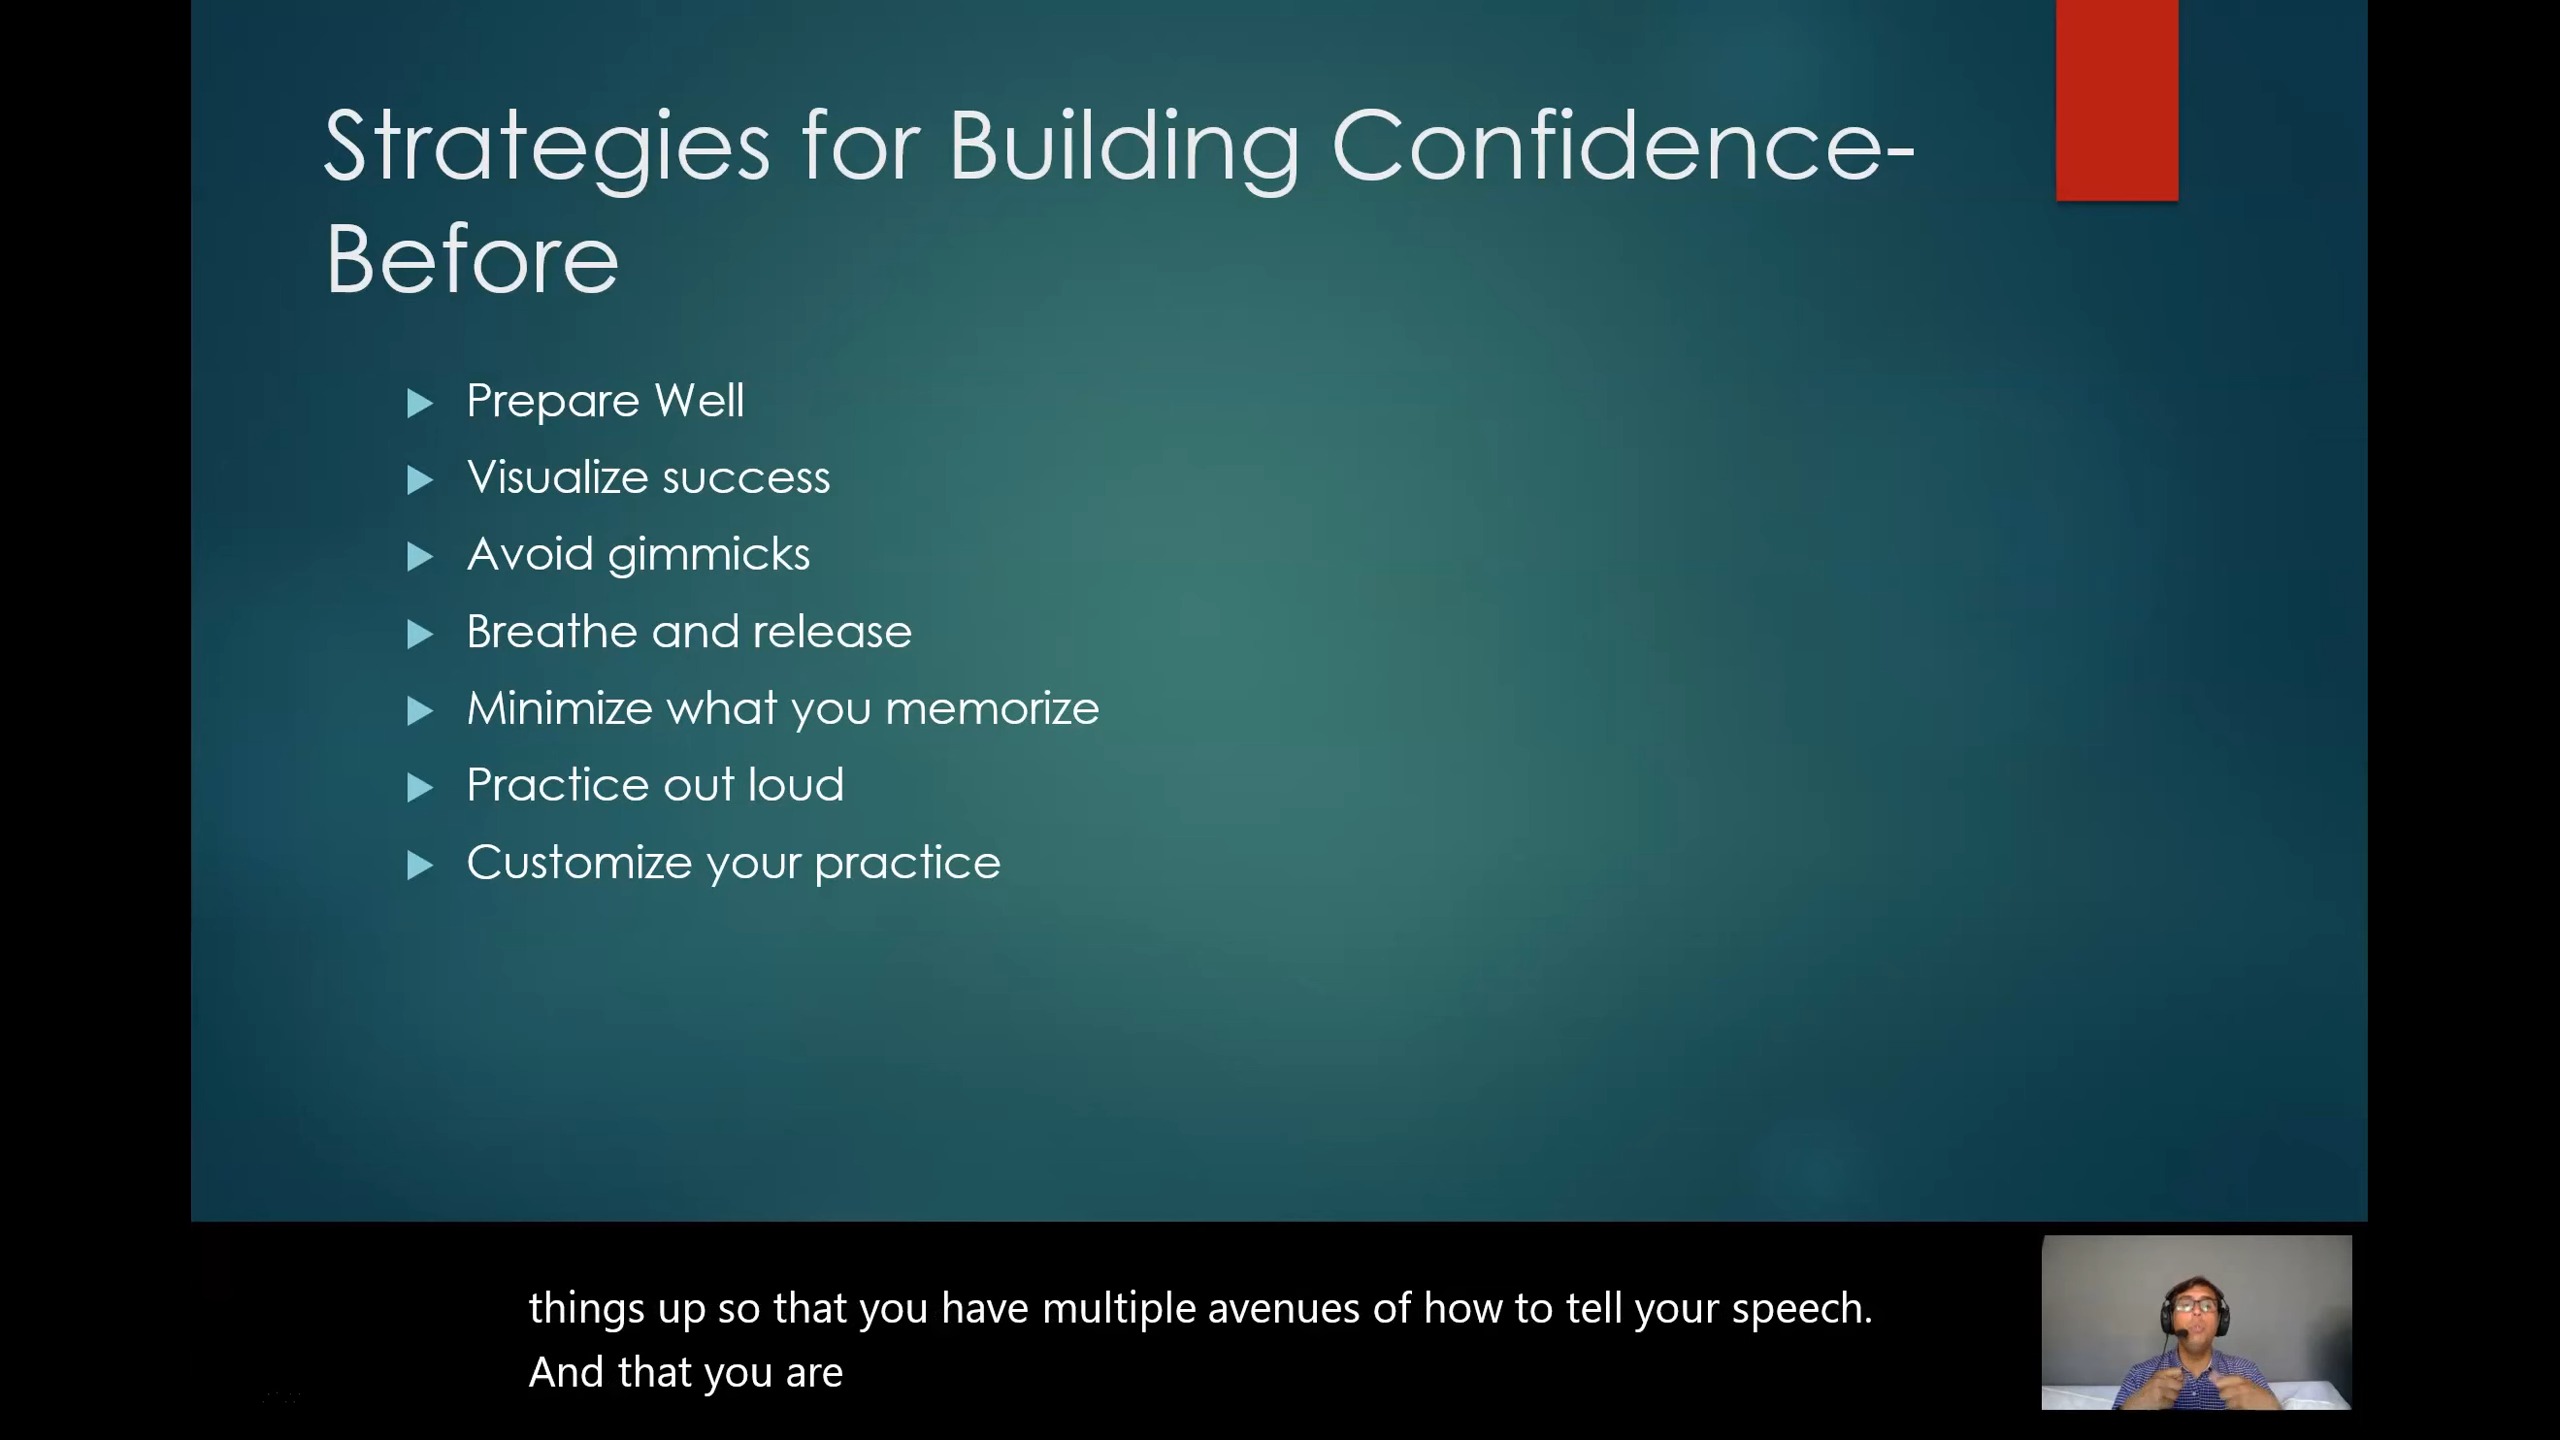 Strategies for Building Confidence-
Before
Prepare Well
Visualize success
Avoid gimmicks
Breathe and release
Minimize what you memorize
Practice out loud
Customize your practice
things up so that you have multiple avenues of how to tell your speech.
And that you are